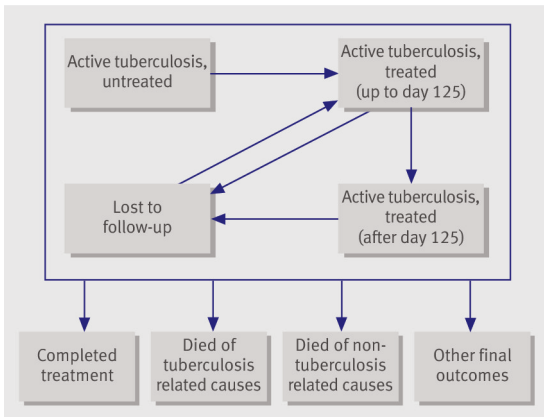 Active tuberculosis,
untreated
Active tuberculosis,
treated
(up to day 125)
Lost to
follow-up
Active tuberculosis,
treated
(after day 125)
Completed
treatment
Died of
tuberculosis
related causes
Died of non-
tuberculosis
related causes
Other final
outcomes